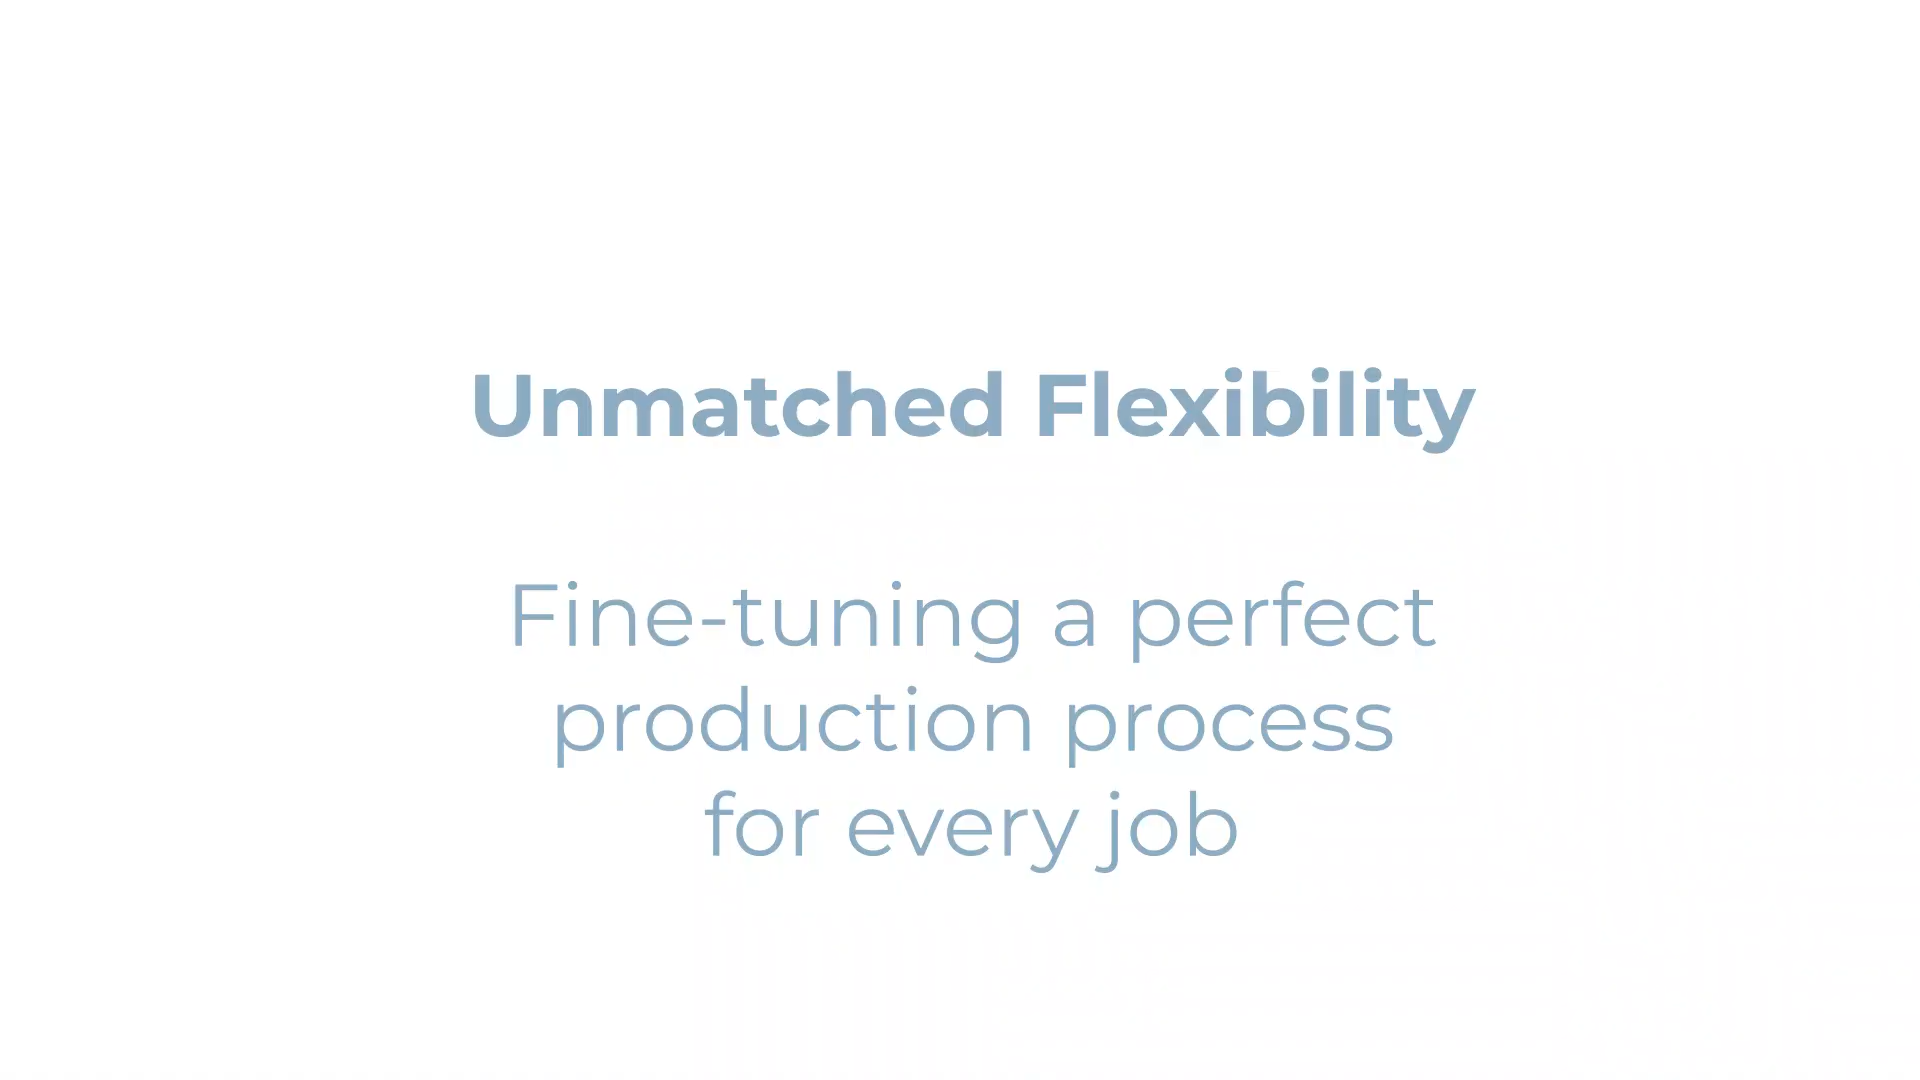 Unmatched Flexibility
Fine-tuning a perfect
production process
for every job